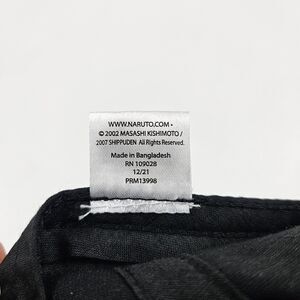 WWW.NARUTO.COM •
© 2002 MASASHI KISHIMOTO /
2007 SHIPPUDEN All Rights Reserved.
Made in Bangladesh
RN 109028
12/21
PRM13998